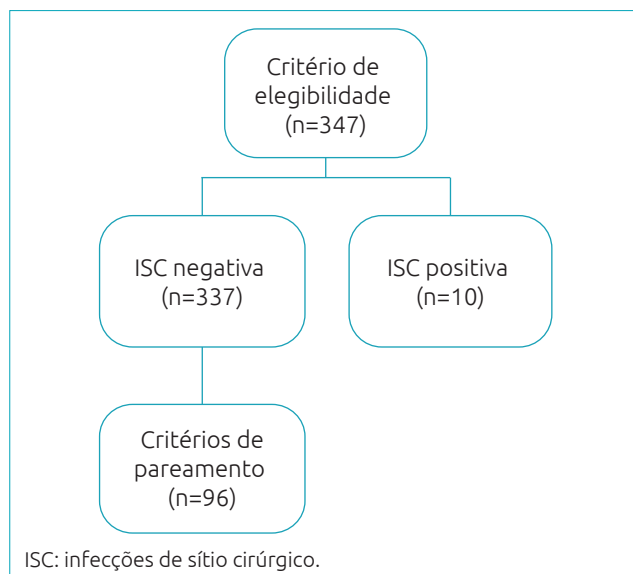 Critério de
elegibilidade
(n=347)
ISC negativa
(n=337)
ISC positiva
(n=10)
Critérios de
pareamento
(n=96)
ISC: infecções de sítio cirúrgico.